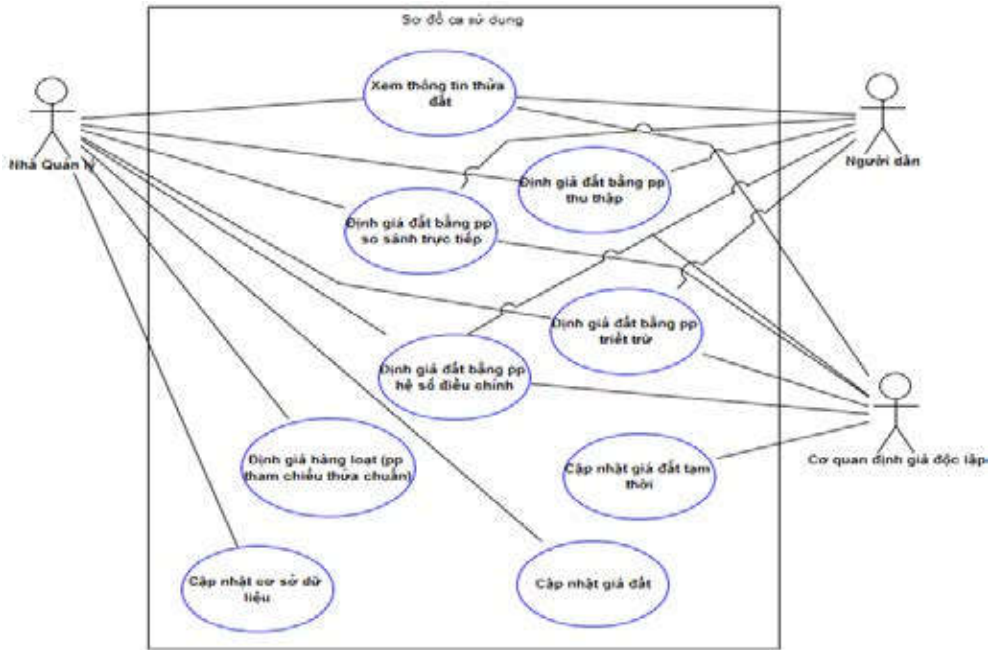 Sơ đồ ca sử dụng
Xem thông tin thửa
đất
Nhà Quản lý
Người dân
Định giá đất bằng pp
thu thập
Định giá đất bằng pp
so sánh trực tiếp
Định giá đất bằng pp
triết trừ
Định giá đất bằng pp
hệ số điều chỉnh
Cơ quan định giá độc lập
Định giá hàng loạt (pp
tham chiếu thửa chuẩn)
Cập nhật giá đất tạm
thời
Cập nhật cơ sở dữ
liệu
Cập nhật giá đất